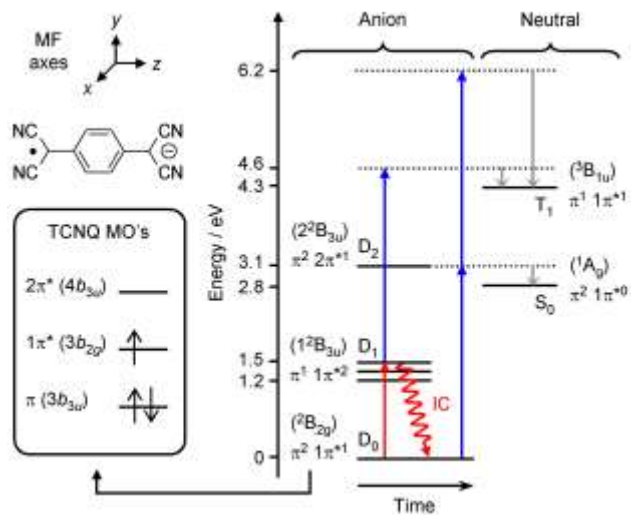 MF
axes
y
z
x
NC
CN
NC
CN
TCNQ MO's
2π* (4b₃ᵤ)
1π* (3b₂g)
π (3b₃ᵤ)
Anion
Neutral
Energy / eV
6.2
4.6
4.3
3.1
2.8
1.5
1.2
0
(2²B₃ᵤ)
π² 2π*¹
D₂
(1²B₃ᵤ)
π¹ 1π*²
D₁
IC
(²B₂g)
π² 1π*¹
D₀
(³B₁ᵤ)
π¹ 1π*¹
T₁
(¹Ag)
π² 1π*⁰
S₀
Time